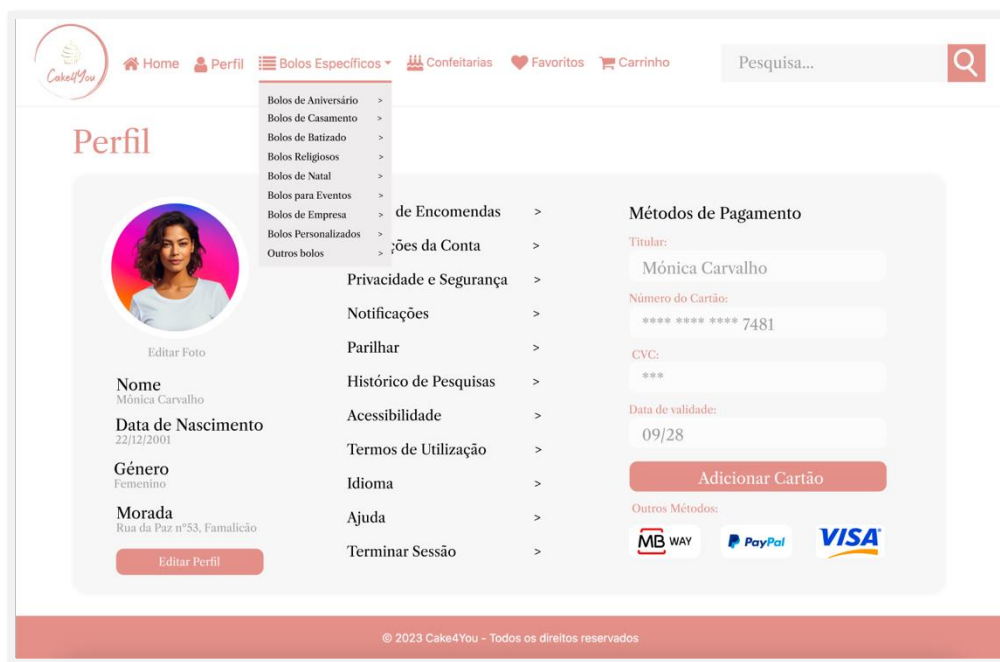 Cake4You
Home Perfil Bolos Específicos Confeitarias Favoritos Carrinho Pesquisa...
Bolos de Aniversário >
Bolos de Casamento >
Bolos de Batizado >
Bolos Religiosos >
Bolos de Natal >
Bolos para Eventos >
Bolos de Empresa >
Bolos Personalizados >
Outros bolos >
Perfil
Editar Foto
Nome
Mónica Carvalho
Data de Nascimento
22/12/2001
Género
Femenino
Morada
Rua da Paz nº53, Famalicão
Editar Perfil
de Encomendas >
ções da Conta >
Privacidade e Segurança >
Notificações >
Parilhar >
Histórico de Pesquisas >
Acessibilidade >
Termos de Utilização >
Idioma >
Ajuda >
Terminar Sessão >
Métodos de Pagamento
Titular:
Mónica Carvalho
Número do Cartão:
**** **** **** 7481
CVC:
***
Data de validade:
09/28
Adicionar Cartão
Outros Métodos:
MB WAY PayPal VISA
© 2023 Cake4You - Todos os direitos reservados